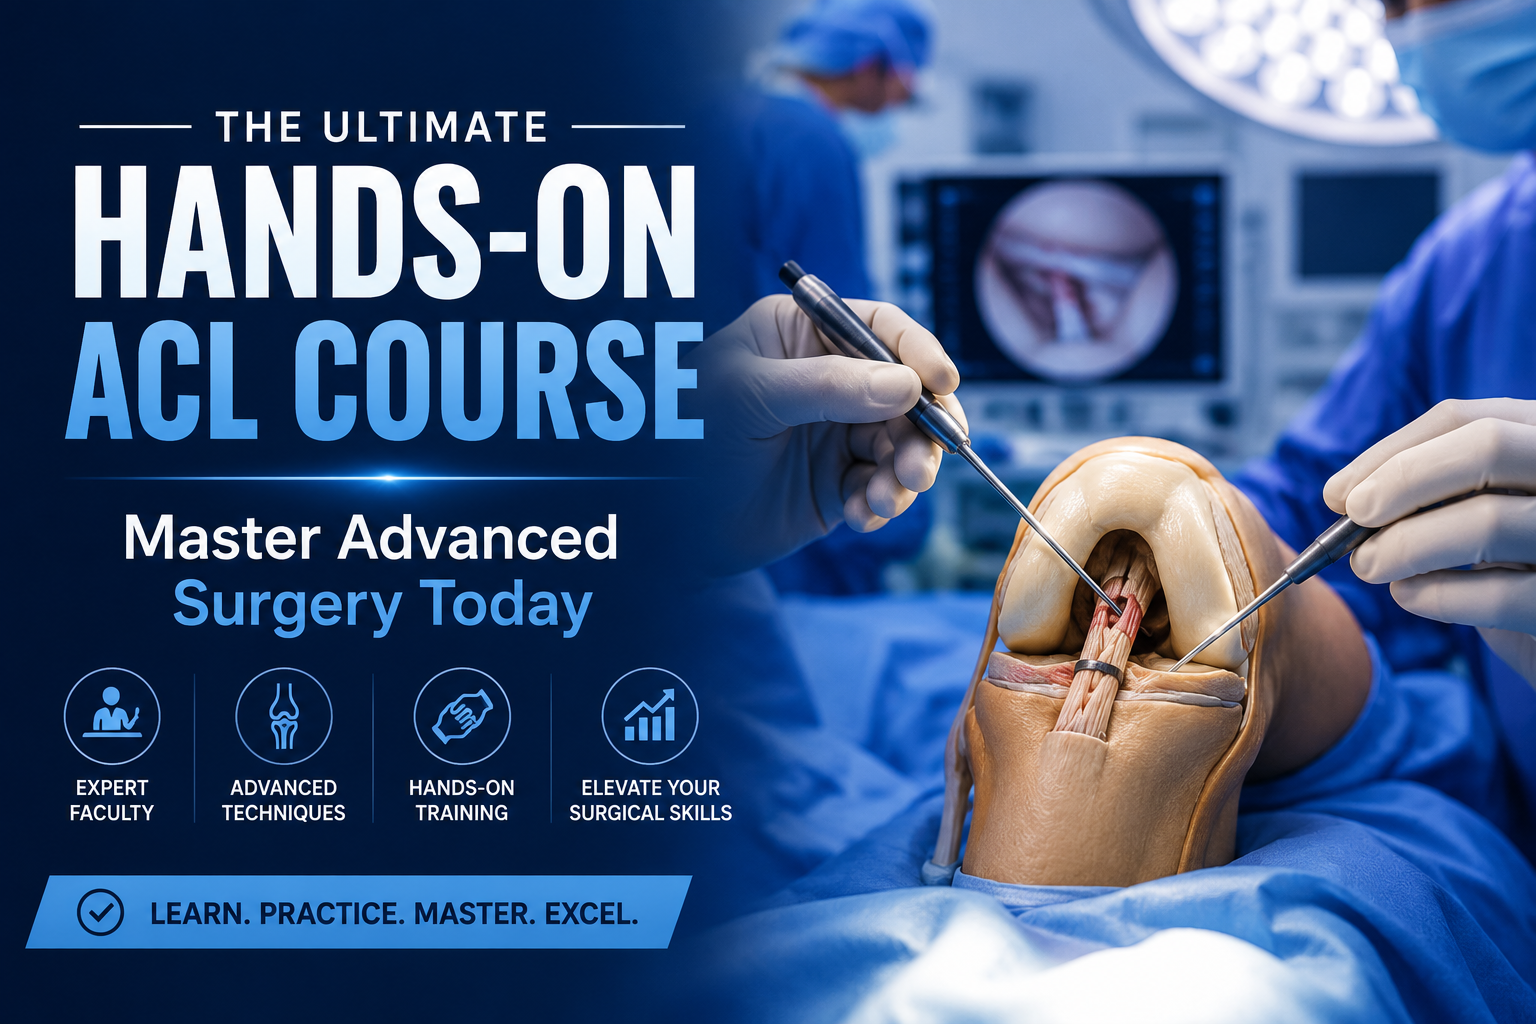 THE ULTIMATE
HANDS-ON
ACL COURSE
Master Advanced
Surgery Today
EXPERT
FACULTY
ADVANCED
TECHNIQUES
HANDS-ON
TRAINING
ELEVATE YOUR
SURGICAL SKILLS
LEARN. PRACTICE. MASTER. EXCEL.